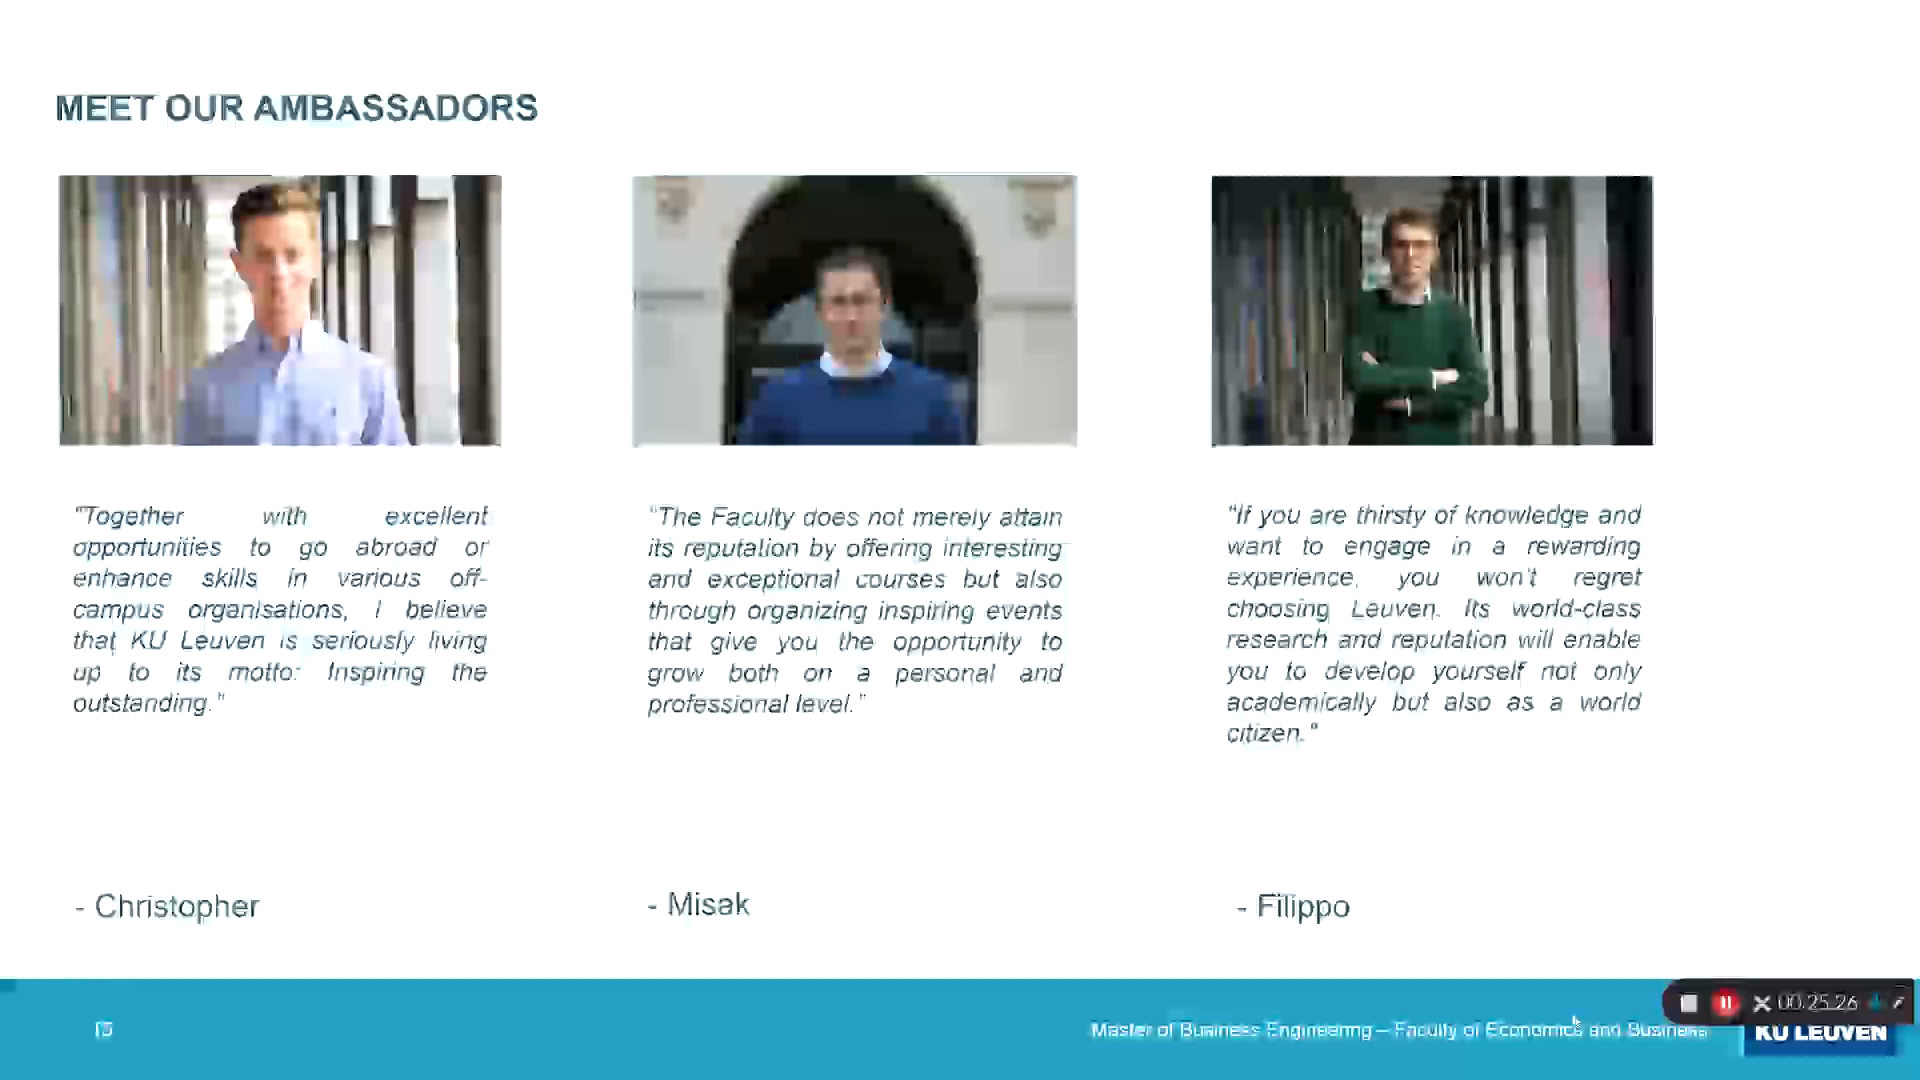 MEET OUR AMBASSADORS
"Together with excellent
opportunities to go abroad or
enhance skills in various off-
campus organisations, I believe
that KU Leuven is seriously living
up to its motto: Inspiring the
outstanding."
- Christopher
"The Faculty does not merely attain
its reputation by offering interesting
and exceptional courses but also
through organizing inspiring events
that give you the opportunity to
grow both on a personal and
professional level."
- Misak
"If you are thirsty of knowledge and
want to engage in a rewarding
experience, you won't regret
choosing Leuven. Its world-class
research and reputation will enable
you to develop yourself not only
academically but also as a world
citizen."
- Filippo
Master of Business Engineering – Faculty of Economics and Business
00:25:26
KU LEUVEN